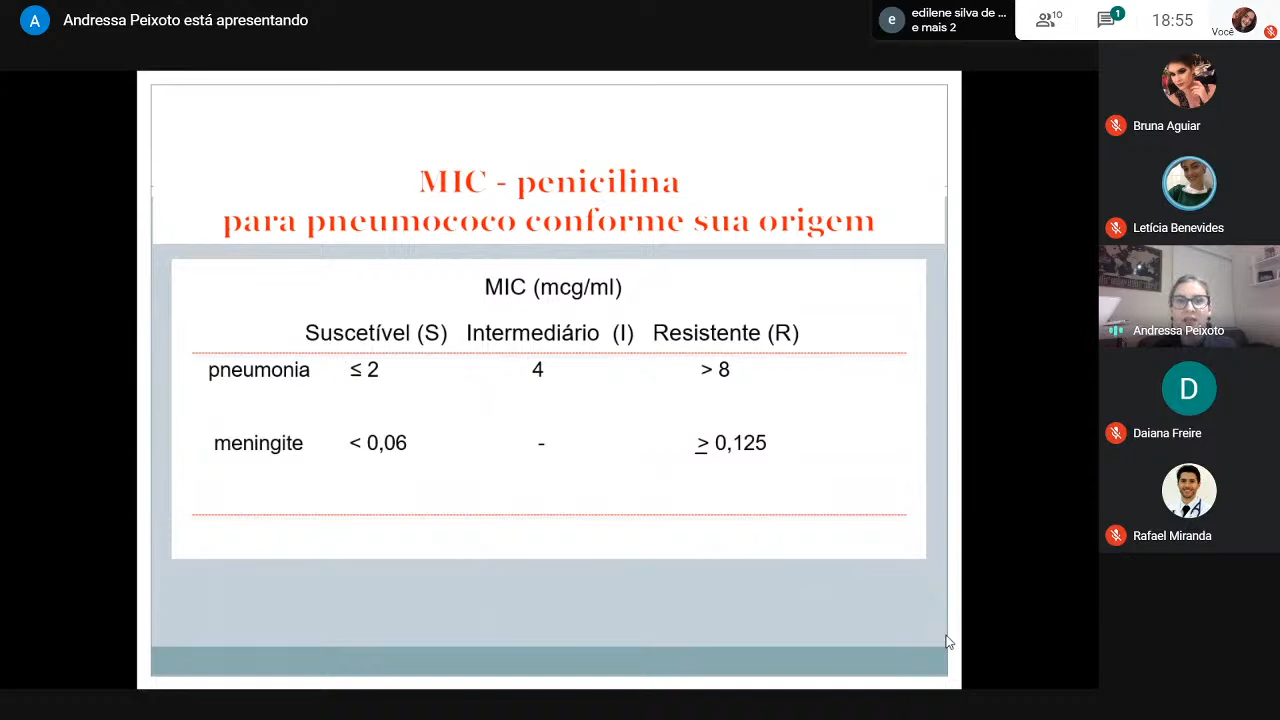 A
Andressa Peixoto está apresentando
e
edilene silva de ...
e mais 2
10
1
18:55
Você
MIC - penicilina
para pneumococo conforme sua origem
MIC (mcg/ml)
Suscetível (S) Intermediário (I) Resistente (R)
pneumonia ≤ 2 4 > 8
meningite < 0,06 - ≥ 0,125
Bruna Aguiar
Letícia Benevides
Andressa Peixoto
D
Daiana Freire
Rafael Miranda